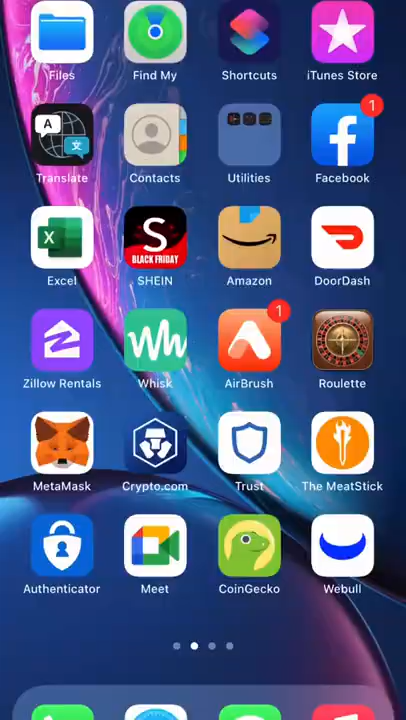 Files Find My Shortcuts iTunes Store
A 文
1
Translate Contacts Utilities Facebook
X S BLACK FRIDAY
Excel SHEIN Amazon DoorDash
1
Zillow Rentals Whisk AirBrush Roulette
MetaMask Crypto.com Trust The MeatStick
Authenticator Meet CoinGecko Webull